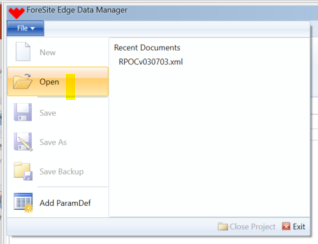 ForeSite Edge Data Manager
File
New
Recent Documents
RPOCv030703.xml
Open
Save
Save As
Save Backup
Add ParamDef
Close Project
Exit